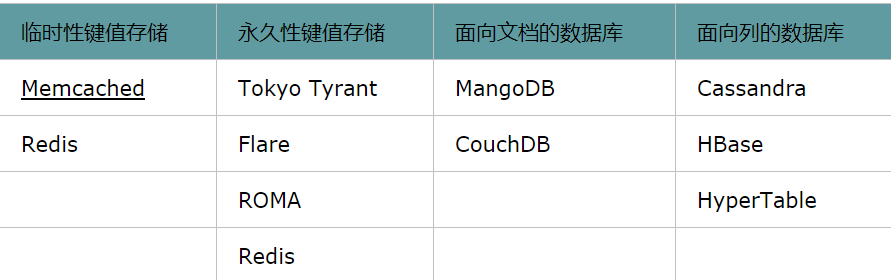 临时性键值存储 永久性键值存储 面向文档的数据库 面向列的数据库
Memcached Tokyo Tyrant MangoDB Cassandra
Redis Flare CouchDB HBase
ROMA HyperTable
Redis